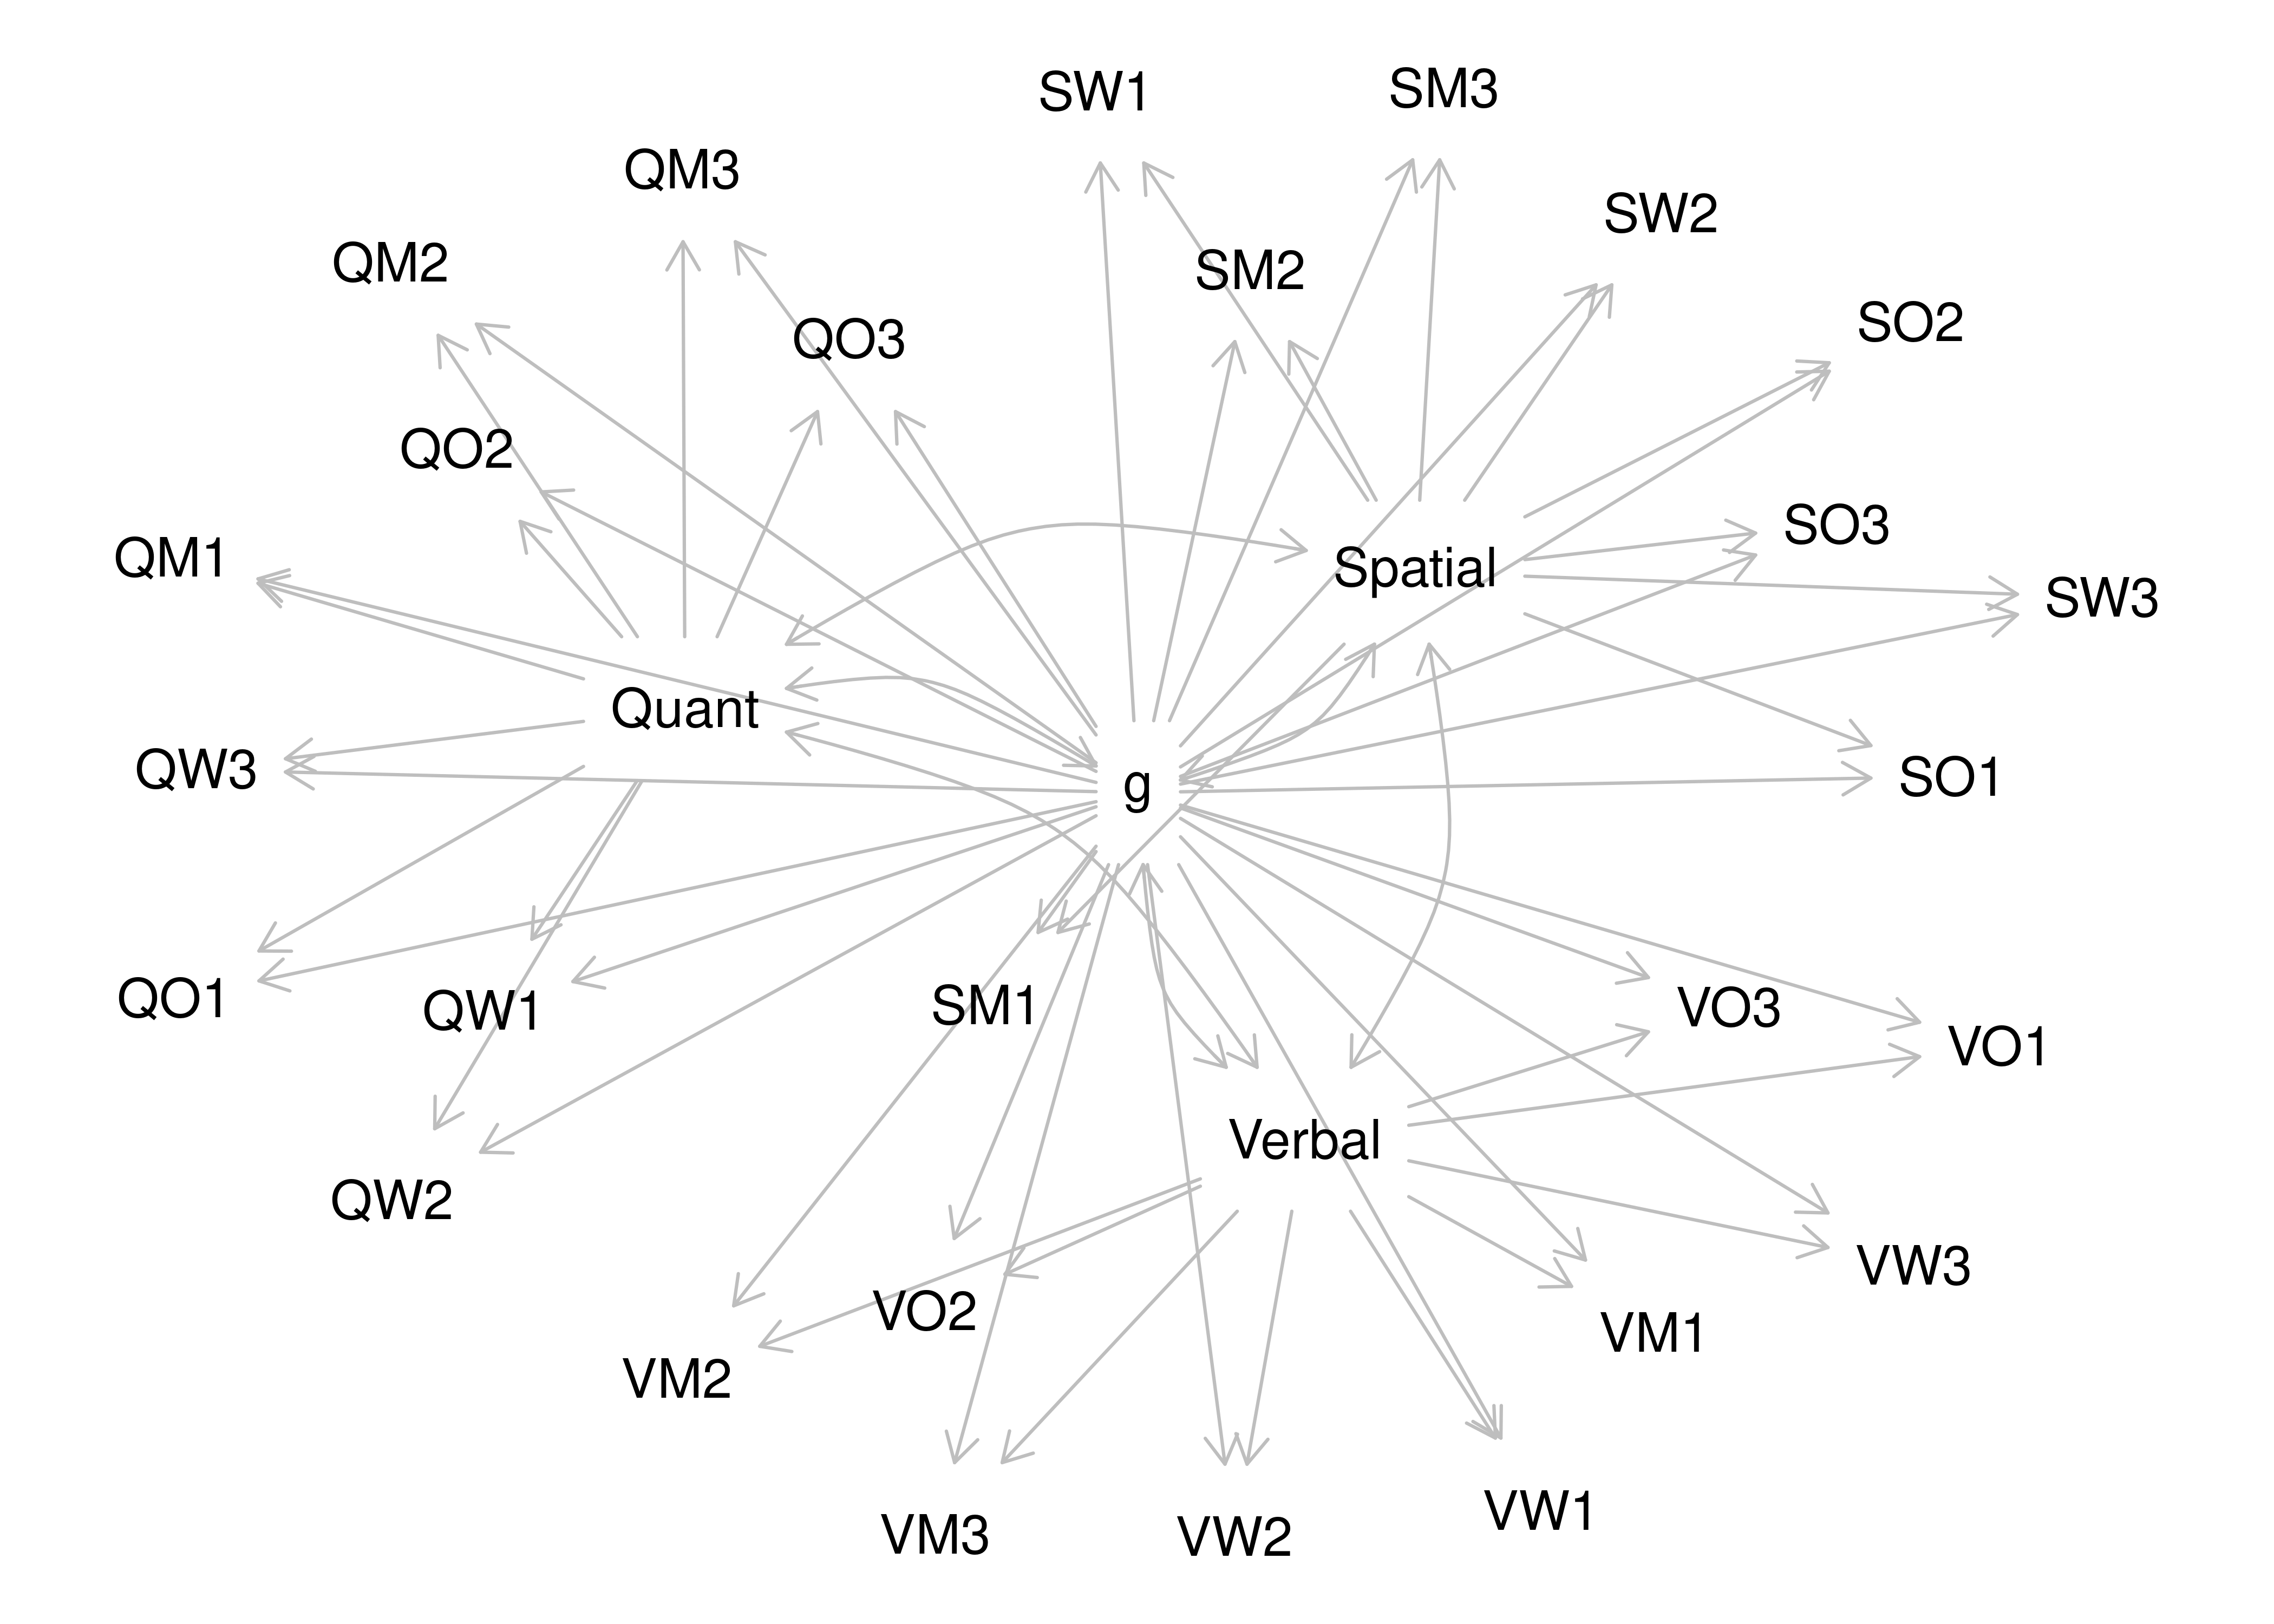 SW1
SM3
QM3
SW2
QM2
SM2
SO2
QO3
QO2
SO3
QM1
Spatial
SW3
Quant
QW3
g
SO1
QO1
QW1
SM1
VO3
VO1
Verbal
QW2
VW3
VO2
VM1
VM2
VW1
VM3
VW2